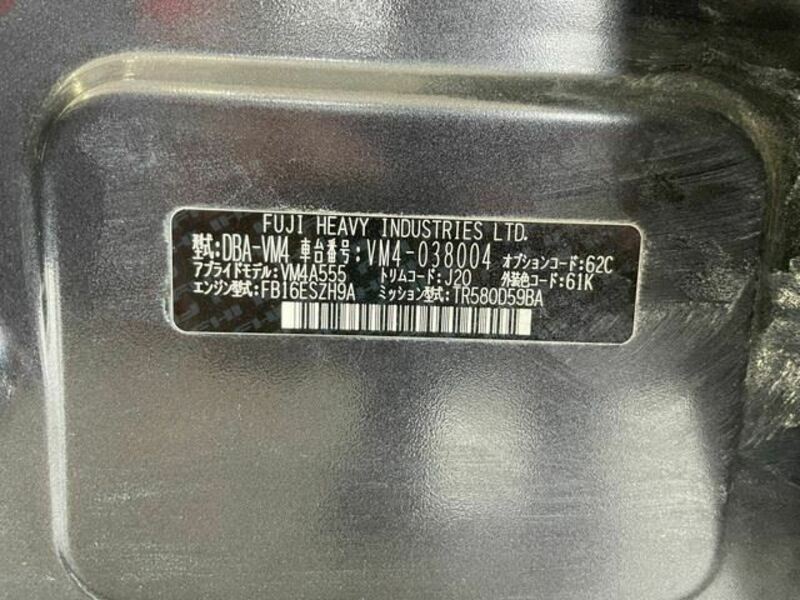 FUJI HEAVY INDUSTRIES LTD.
型式:DBA-VM4 車台番号:VM4-038004 オプションコード:62C
アプライドモデル:VM4A555 トリムコード:J20 外装色コード:61K
エンジン型式:FB16ESZH9A ミッション型式:TR580D59BA